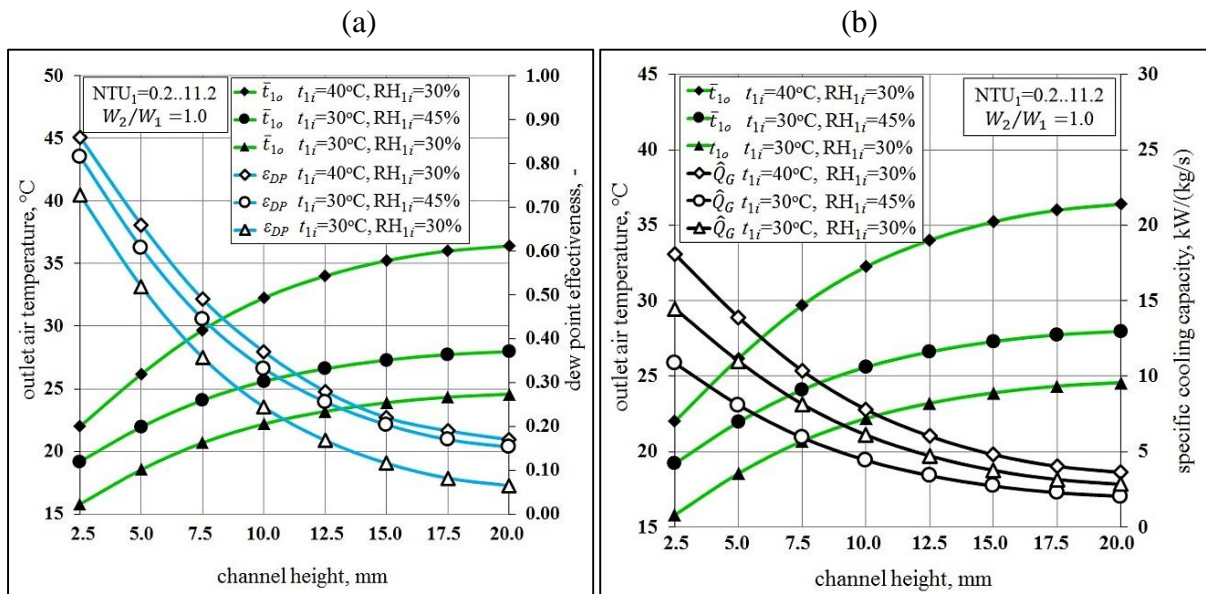 (a)
outlet air temperature, °C
50
45
40
35
30
25
20
15
NTU₁=0.2..11.2
W₂/W₁ =1.0
t̄₁ₒ t₁ᵢ=40°C, RH₁ᵢ=30%
t̄₁ₒ t₁ᵢ=30°C, RH₁ᵢ=45%
t̄₁ₒ t₁ᵢ=30°C, RH₁ᵢ=30%
ε_DP t₁ᵢ=40°C, RH₁ᵢ=30%
ε_DP t₁ᵢ=30°C, RH₁ᵢ=45%
ε_DP t₁ᵢ=30°C, RH₁ᵢ=30%
1.00
0.90
0.80
0.70
0.60
0.50
0.40
0.30
0.20
0.10
0.00
dew point effectiveness, -
2.5 5.0 7.5 10.0 12.5 15.0 17.5 20.0
channel height, mm
(b)
outlet air temperature, °C
45
40
35
30
25
20
15
t̄₁ₒ t₁ᵢ=40°C, RH₁ᵢ=30%
t̄₁ₒ t₁ᵢ=30°C, RH₁ᵢ=45%
t₁ₒ t₁ᵢ=30°C, RH₁ᵢ=30%
Q̂_G t₁ᵢ=40°C, RH₁ᵢ=30%
Q̂_G t₁ᵢ=30°C, RH₁ᵢ=45%
Q̂_G t₁ᵢ=30°C, RH₁ᵢ=30%
NTU₁=0.2..11.2
W₂/W₁ =1.0
30
25
20
15
10
5
0
specific cooling capacity, kW/(kg/s)
2.5 5.0 7.5 10.0 12.5 15.0 17.5 20.0
channel height, mm